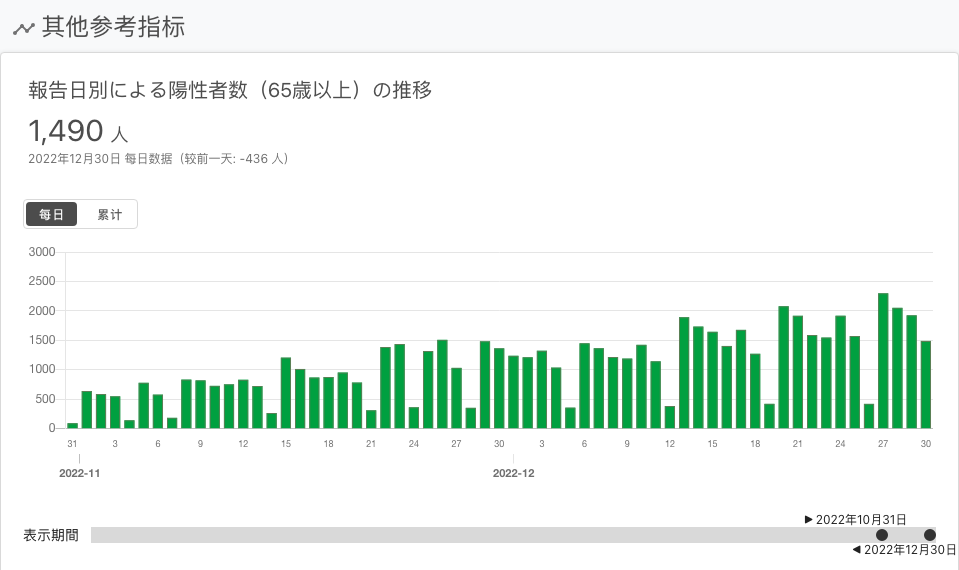 其他参考指标
報告日別による陽性者数（65歳以上）の推移
1,490 人
2022年12月30日 每日数据（较前一天: -436 人）
每日 累计
3000
2500
2000
1500
1000
500
0
31 3 6 9 12 15 18 21 24 27 30 3 6 9 12 15 18 21 24 27 30
2022-11 2022-12
▶ 2022年10月31日
表示期間
◀ 2022年12月30日